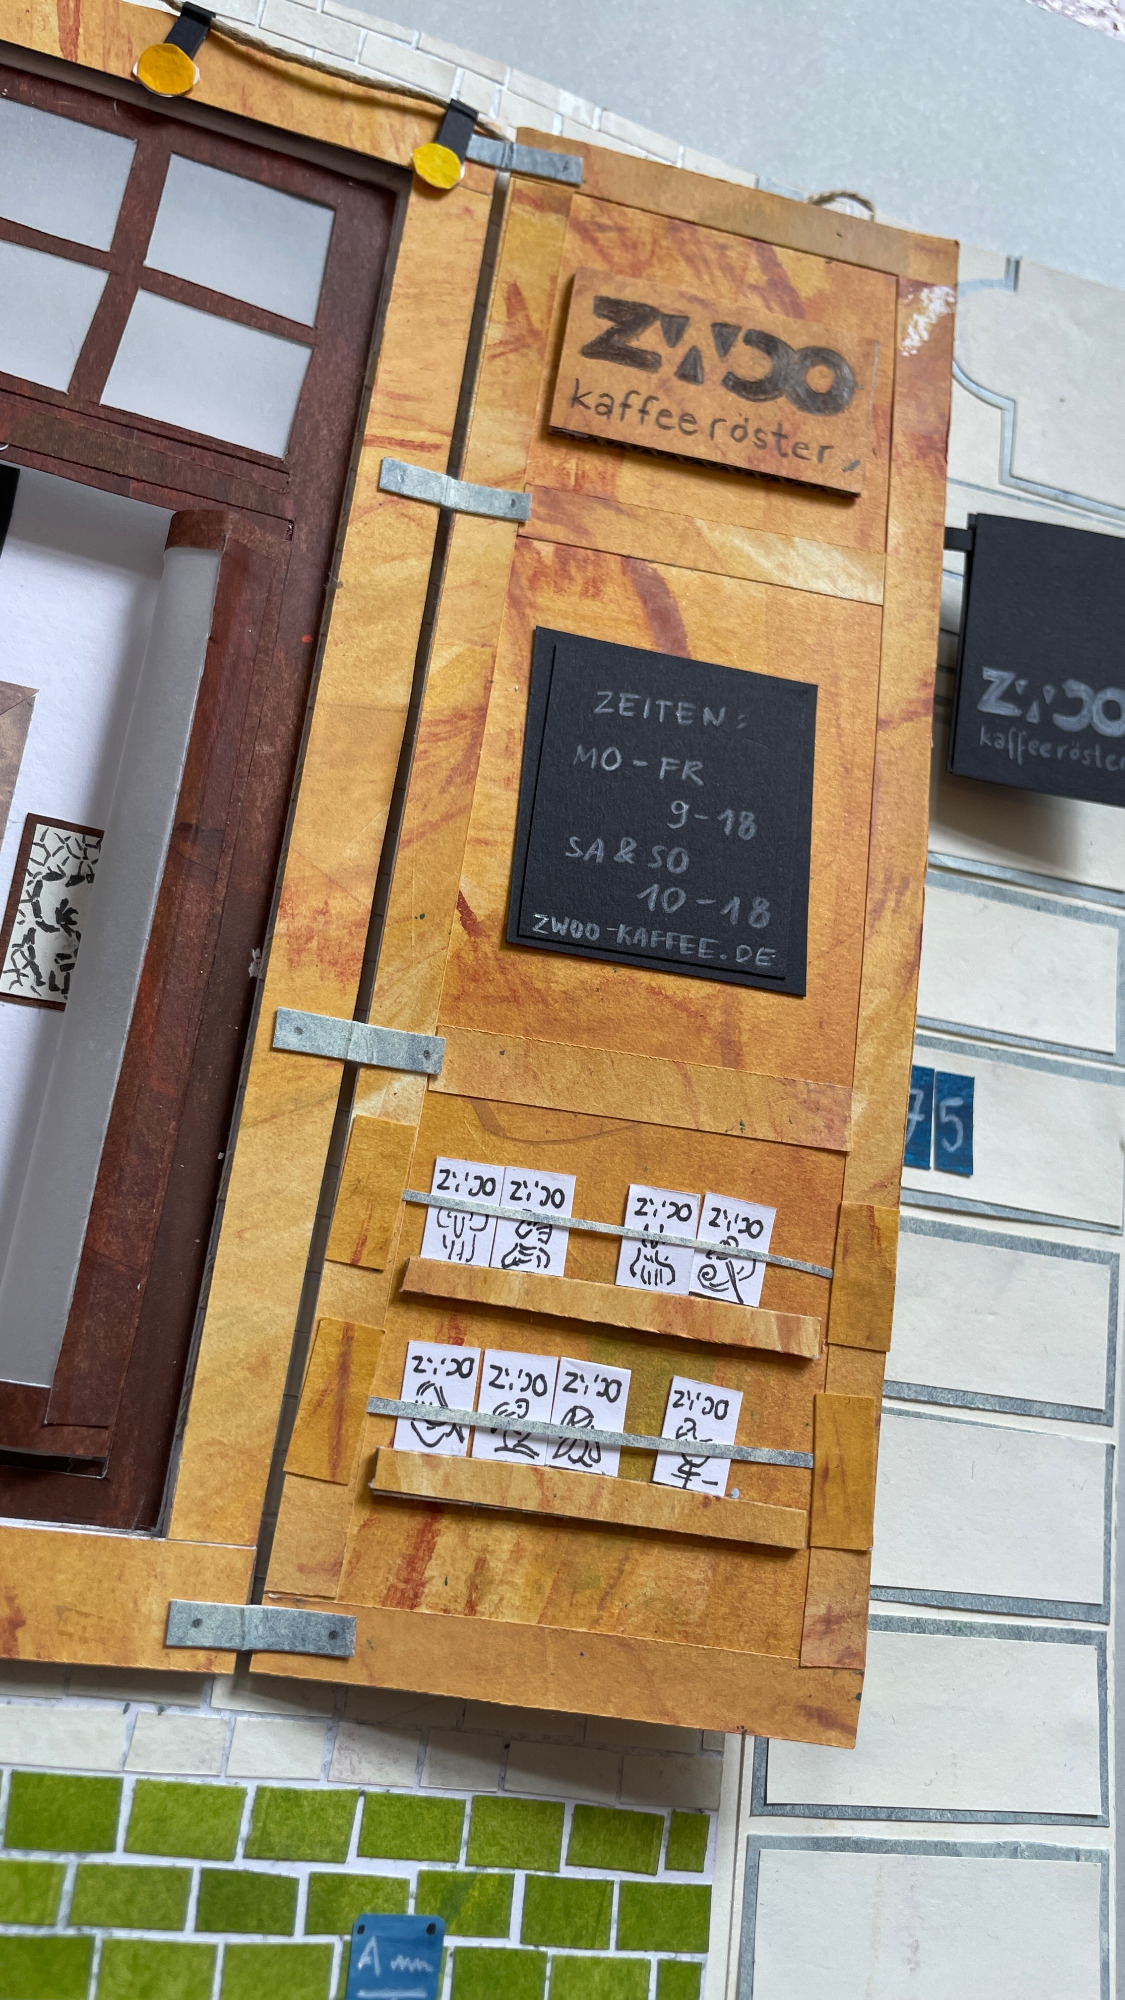 ZWOO
kaffeeröster
ZEITEN:
MO-FR
9-18
SA & SO
10-18
ZWOO-KAFFEE.DE
ZWOO
kaffeeröster
75
ZWOO ZWOO ZWOO ZWOO
ZWOO ZWOO ZWOO ZWOO
A